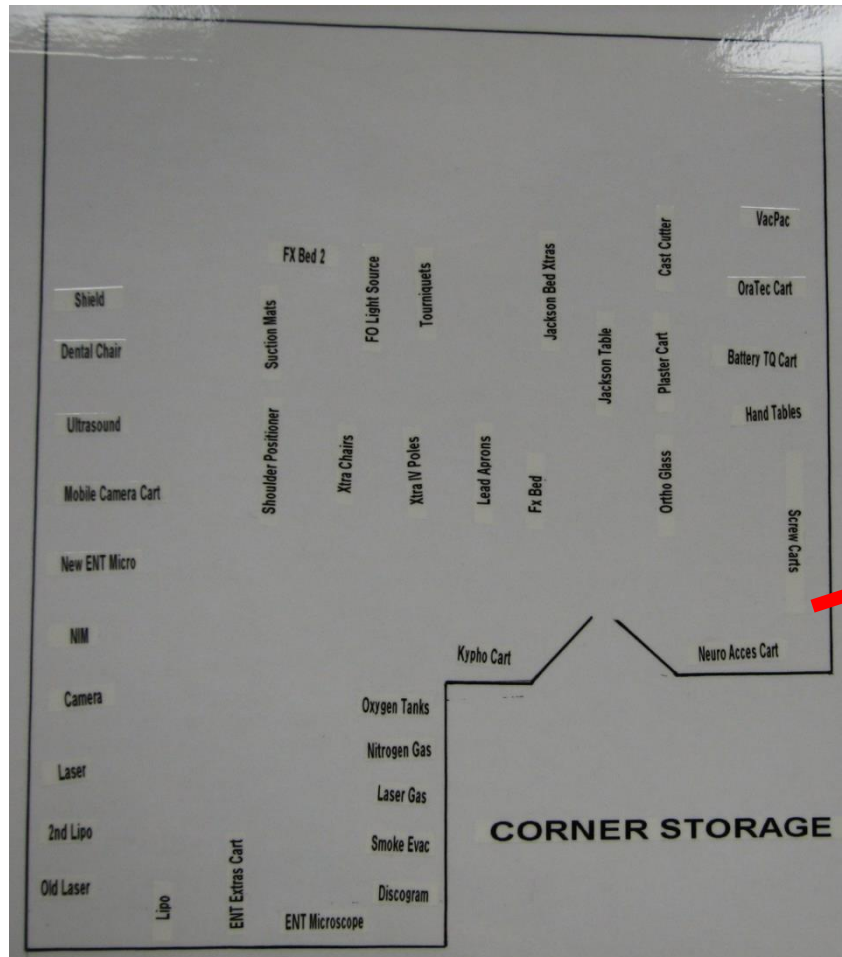 VacPac
Cast Cutter
FX Bed 2
FO Light Source
Tourniquets
Jackson Bed Xtras
OraTec Cart
Shield
Suction Mats
Dental Chair
Jackson Table
Plaster Cart
Battery TQ Cart
Hand Tables
Ultrasound
Shoulder Positioner
Xtra Chairs
Xtra IV Poles
Lead Aprons
Fx Bed
Ortho Glass
Mobile Camera Cart
Screw Carts
New ENT Micro
NIM
Kypho Cart
Neuro Acces Cart
Camera
Oxygen Tanks
Nitrogen Gas
Laser
Laser Gas
2nd Lipo
Smoke Evac
CORNER STORAGE
Old Laser
Lipo
ENT Extras Cart
ENT Microscope
Discogram